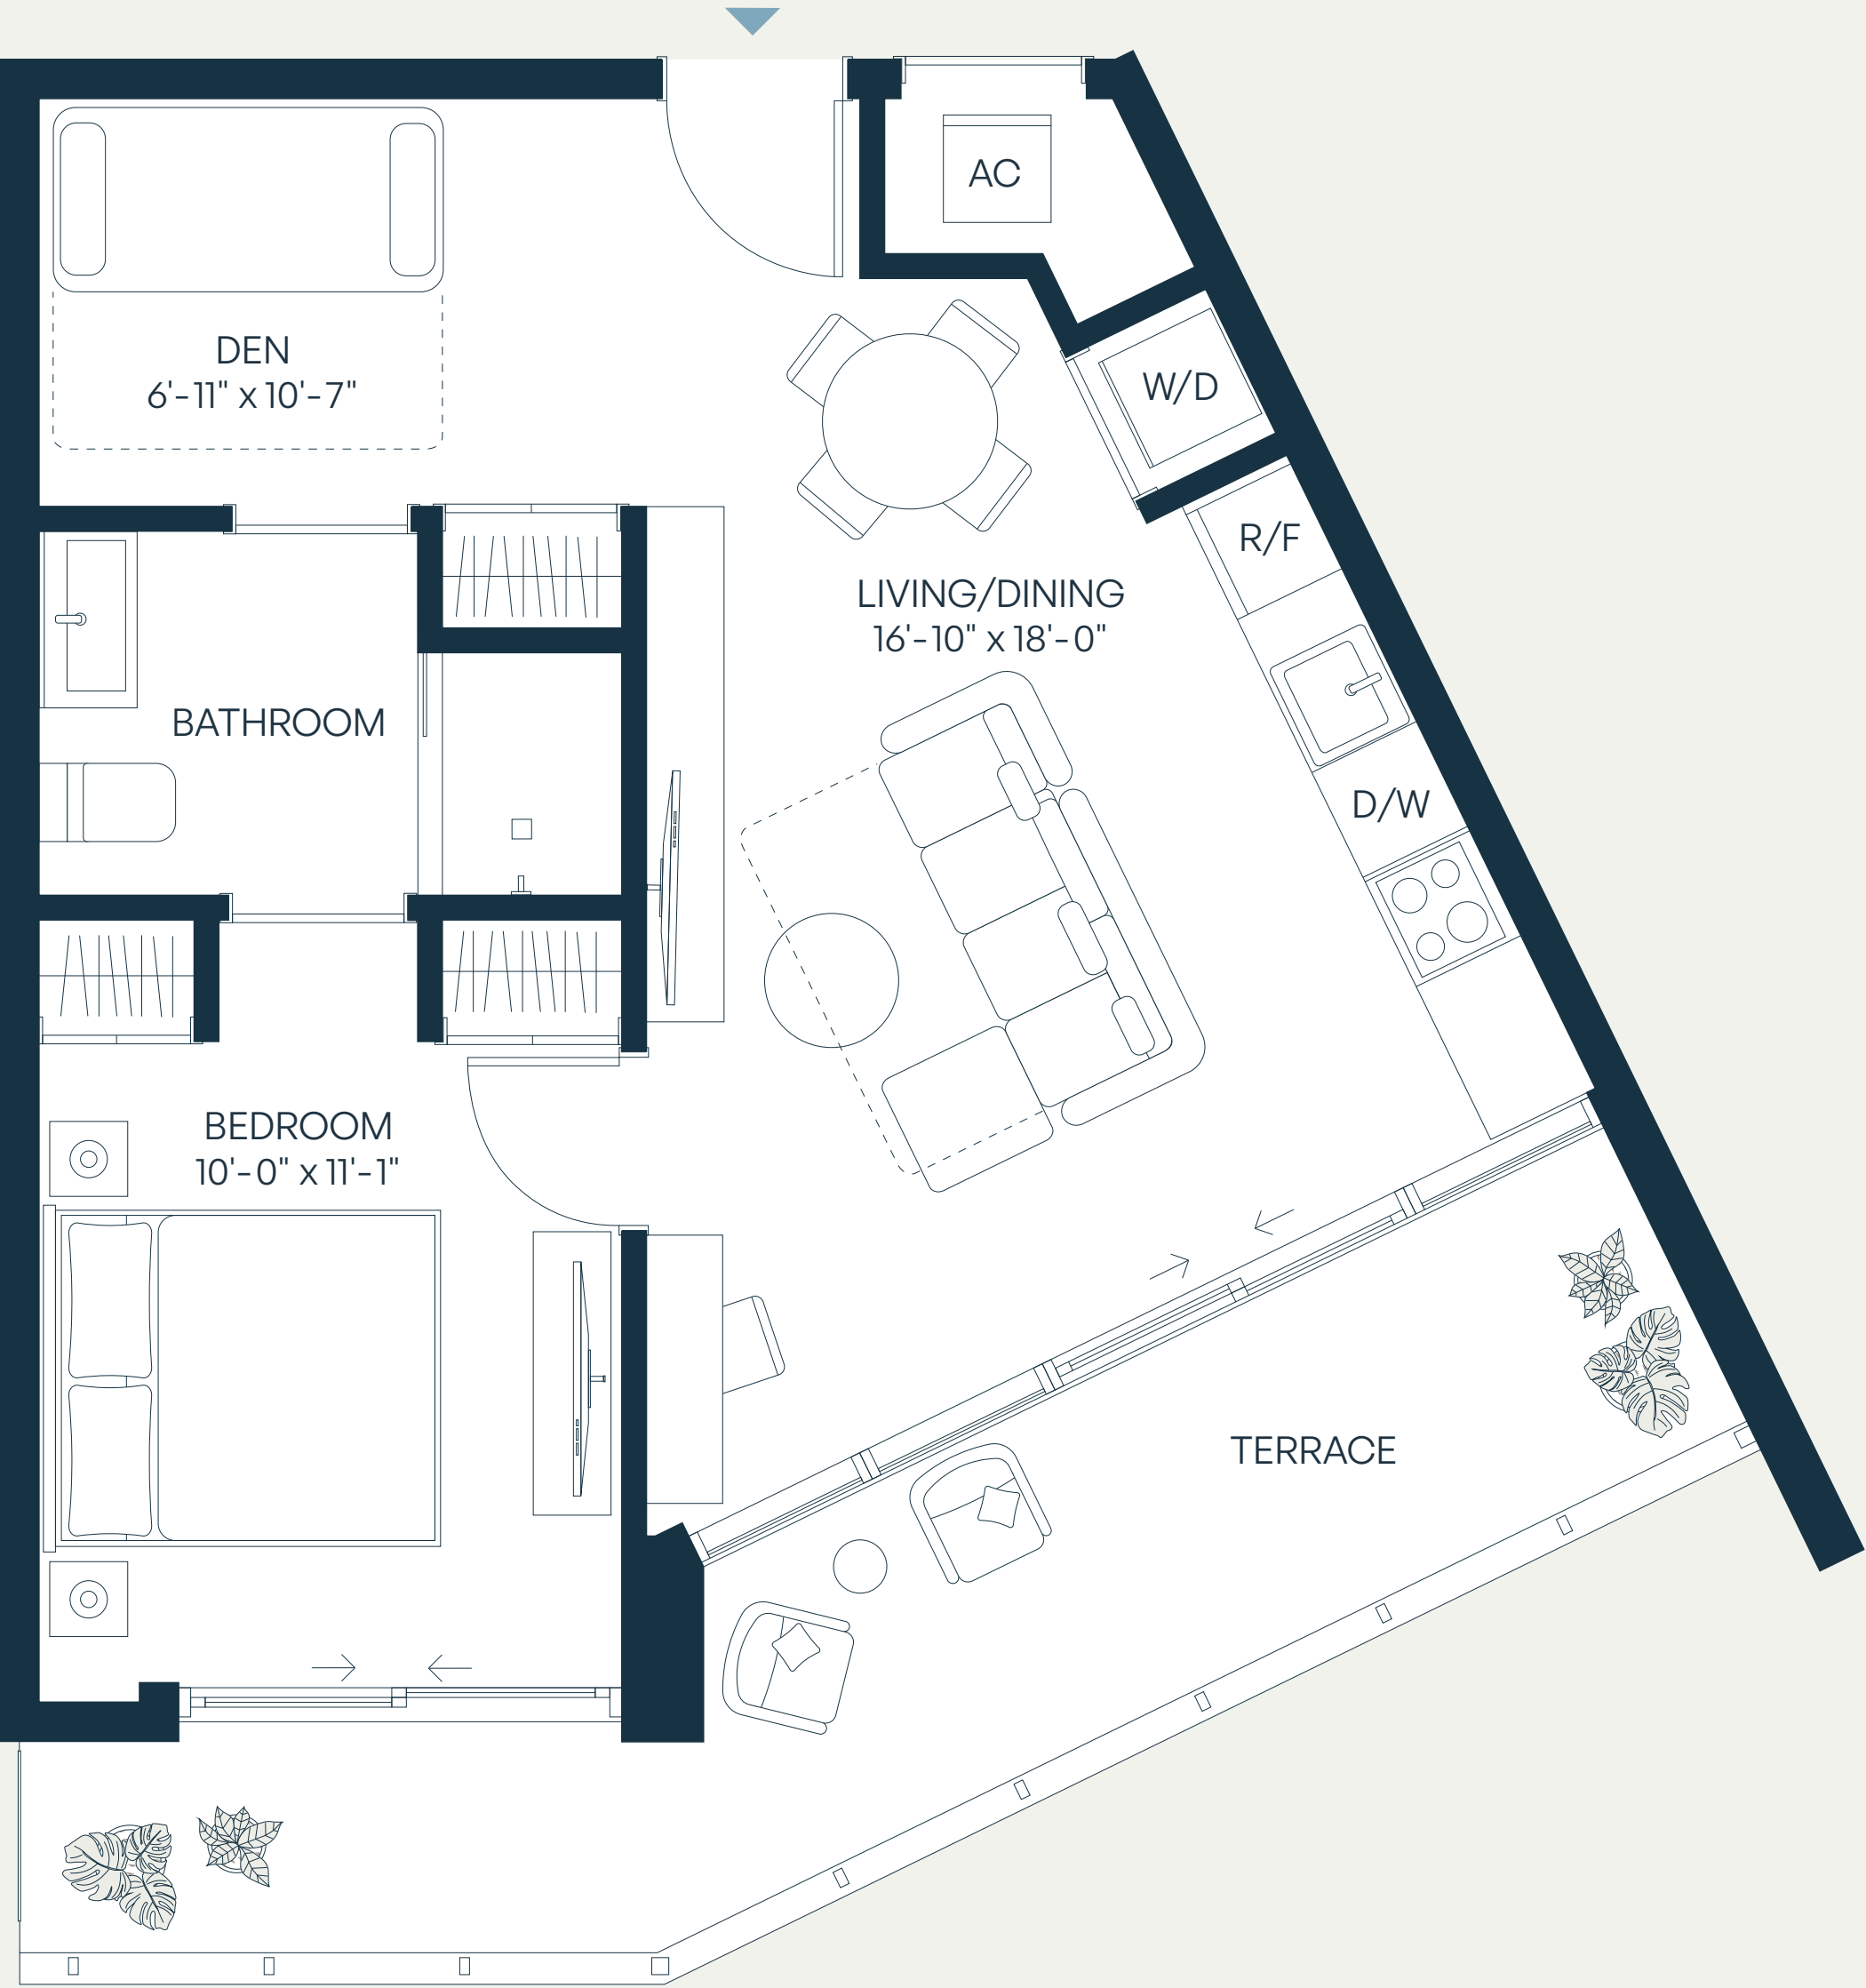 AC
DEN
6'-11" x 10'-7"
W/D
R/F
LIVING/DINING
16'-10" x 18'-0"
BATHROOM
D/W
BEDROOM
10'-0" x 11'-1"
TERRACE